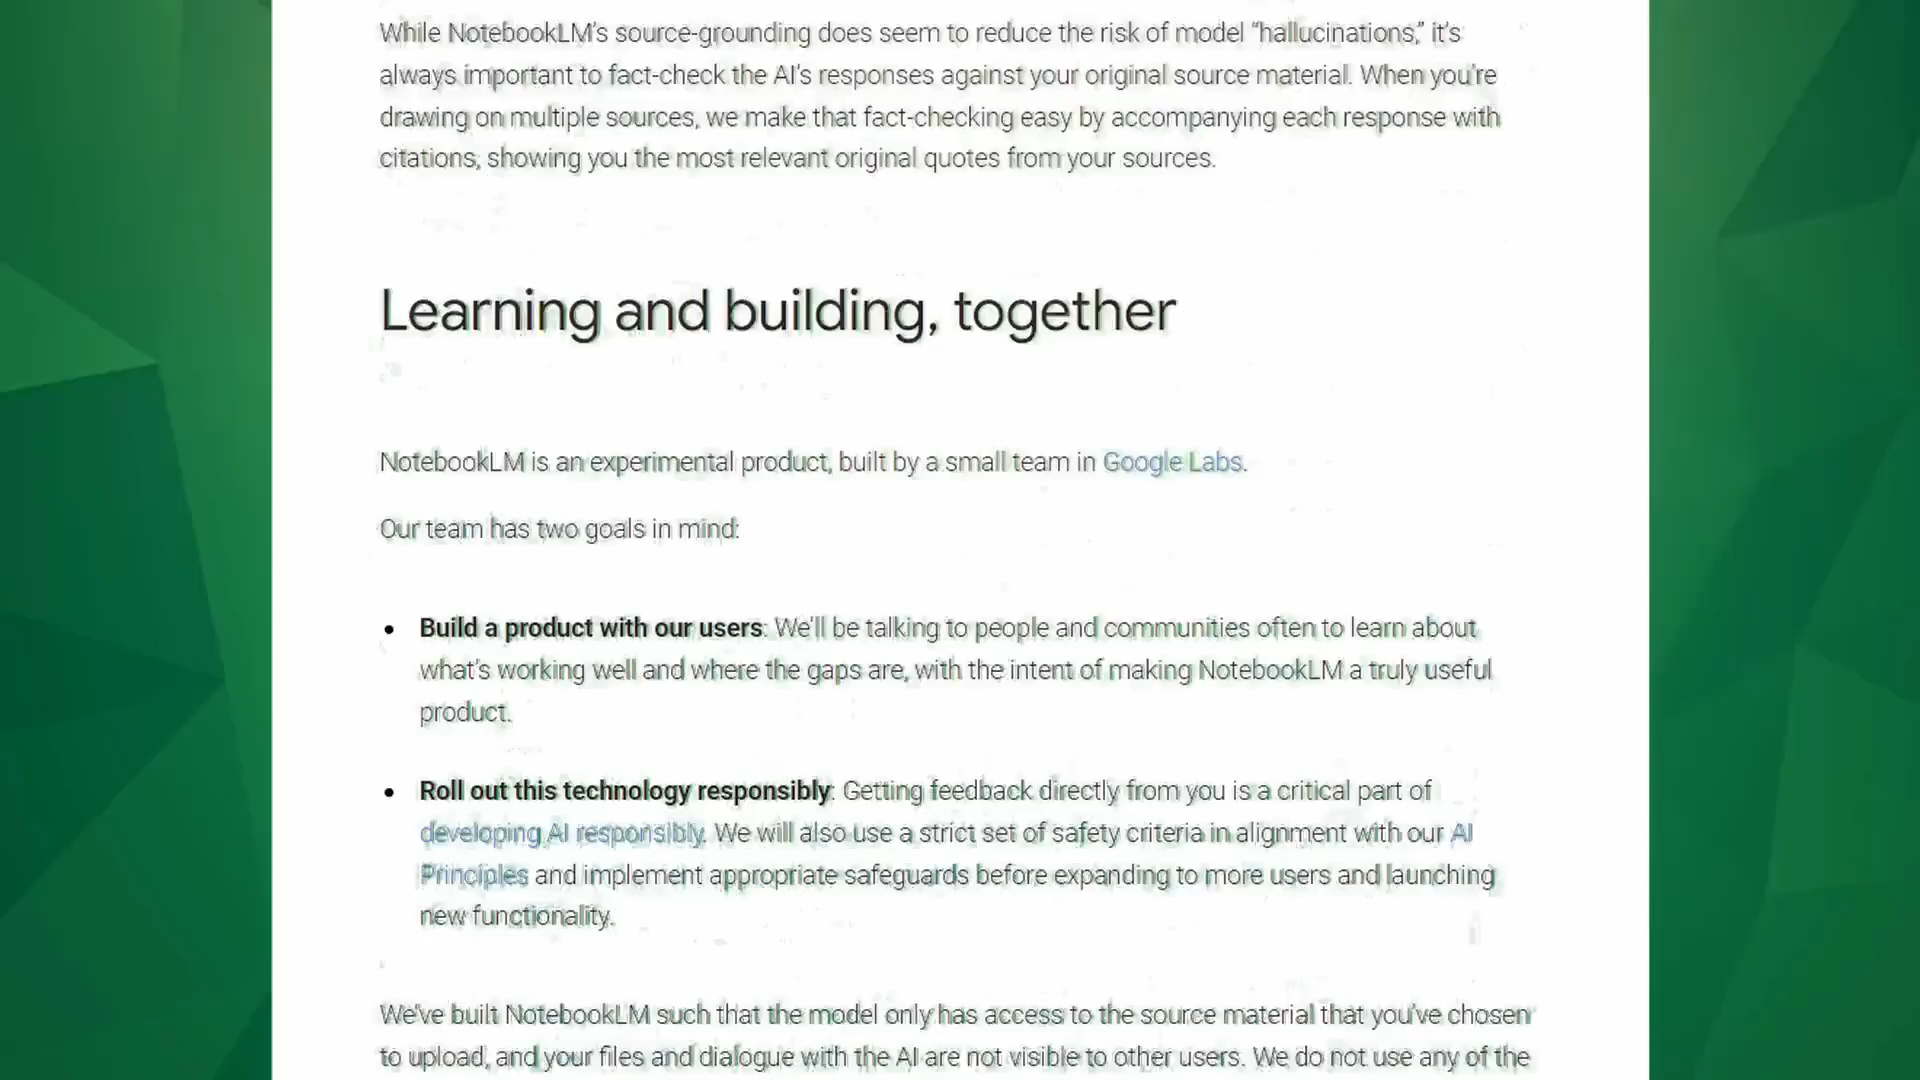 While NotebookLM’s source-grounding does seem to reduce the risk of model “hallucinations,” it’s
always important to fact-check the AI’s responses against your original source material. When you’re
drawing on multiple sources, we make that fact-checking easy by accompanying each response with
citations, showing you the most relevant original quotes from your sources.
Learning and building, together
NotebookLM is an experimental product, built by a small team in Google Labs.
Our team has two goals in mind:
• Build a product with our users: We’ll be talking to people and communities often to learn about
what’s working well and where the gaps are, with the intent of making NotebookLM a truly useful
product.
• Roll out this technology responsibly: Getting feedback directly from you is a critical part of
developing AI responsibly. We will also use a strict set of safety criteria in alignment with our AI
Principles and implement appropriate safeguards before expanding to more users and launching
new functionality.
We’ve built NotebookLM such that the model only has access to the source material that you’ve chosen
to upload, and your files and dialogue with the AI are not visible to other users. We do not use any of the